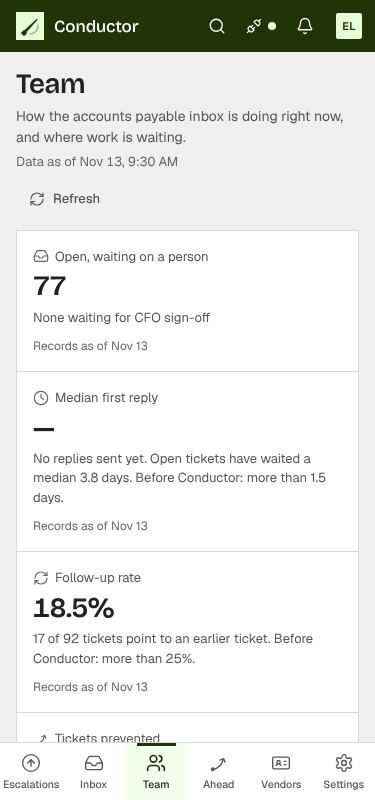 Conductor
EL
Team
How the accounts payable inbox is doing right now,
and where work is waiting.
Data as of Nov 13, 9:30 AM
Refresh
Open, waiting on a person
77
None waiting for CFO sign-off
Records as of Nov 13
Median first reply
—
No replies sent yet. Open tickets have waited a
median 3.8 days. Before Conductor: more than 1.5
days.
Records as of Nov 13
Follow-up rate
18.5%
17 of 92 tickets point to an earlier ticket. Before
Conductor: more than 25%.
Records as of Nov 13
Tickets prevented
Escalations
Inbox
Team
Ahead
Vendors
Settings